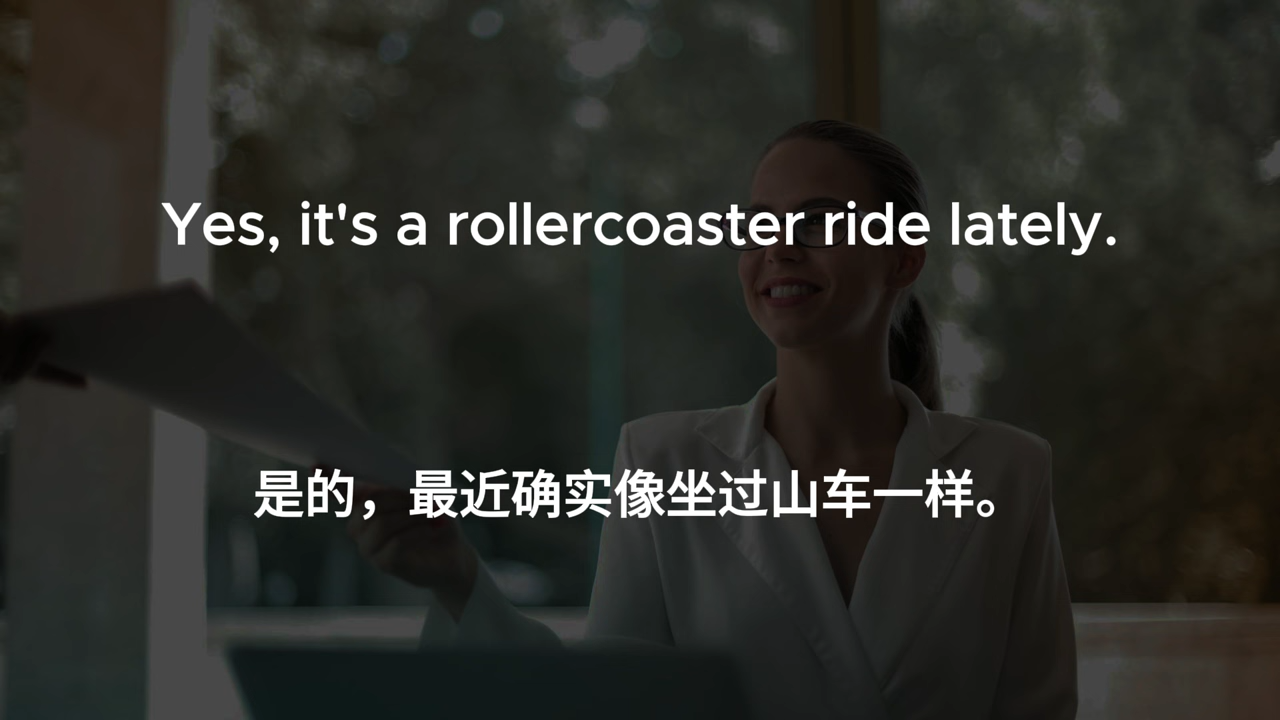 Yes, it's a rollercoaster ride lately.
是的，最近确实像坐过山车一样。